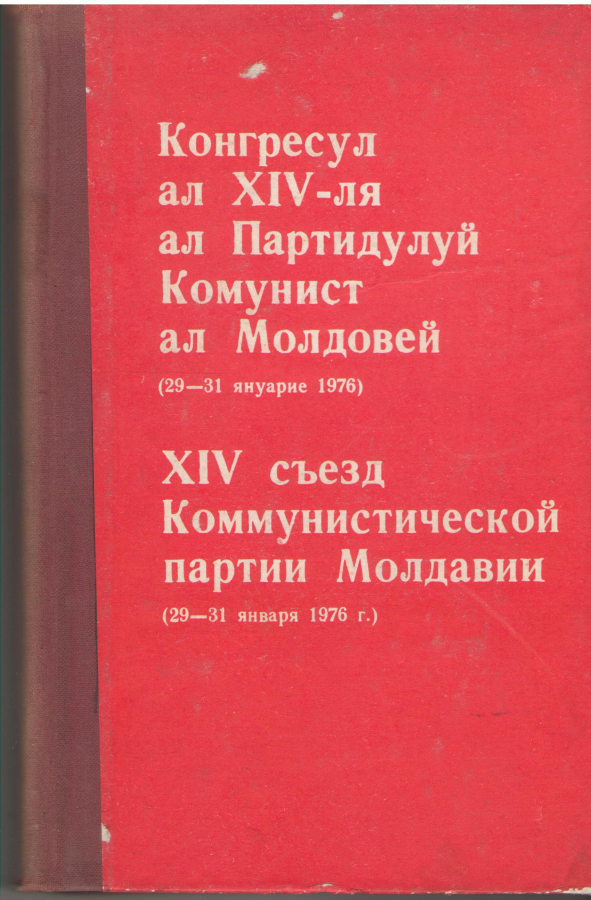 Конгресул
ал XIV-ля
ал Партидулуй
Комунист
ал Молдовей
(29—31 януарие 1976)
XIV съезд
Коммунистической
партии Молдавии
(29—31 января 1976 г.)